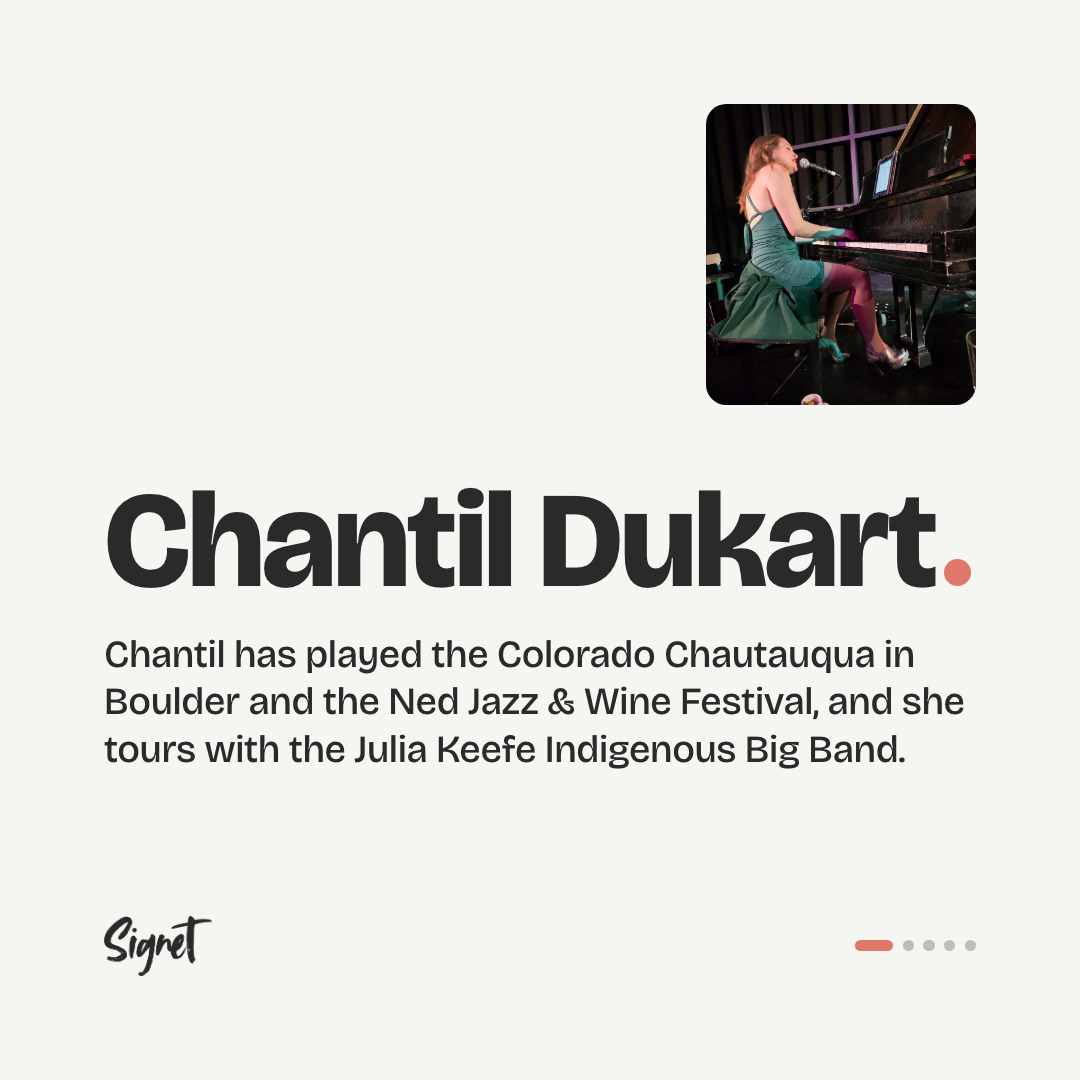 Chantil Dukart.
Chantil has played the Colorado Chautauqua in
Boulder and the Ned Jazz & Wine Festival, and she
tours with the Julia Keefe Indigenous Big Band.
Signet